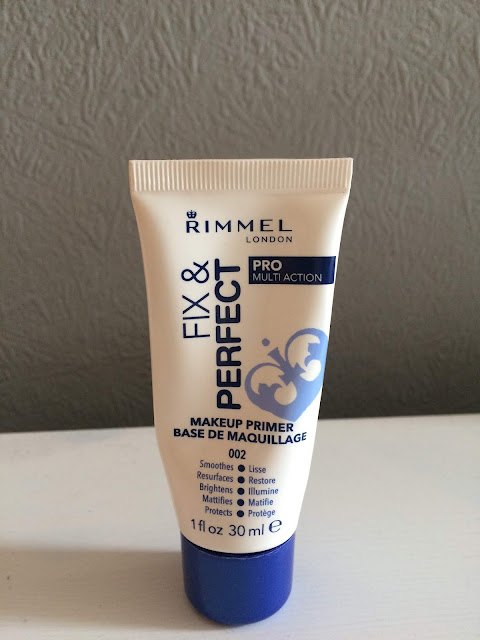 RIMMEL
LONDON
FIX &
PERFECT
PRO
MULTI ACTION
MAKEUP PRIMER
BASE DE MAQUILLAGE
002
Smoothes ● Lisse
Resurfaces ● Restore
Brightens ● Illumine
Mattifies ● Matifie
Protects ● Protège
1 fl oz 30 ml ℮